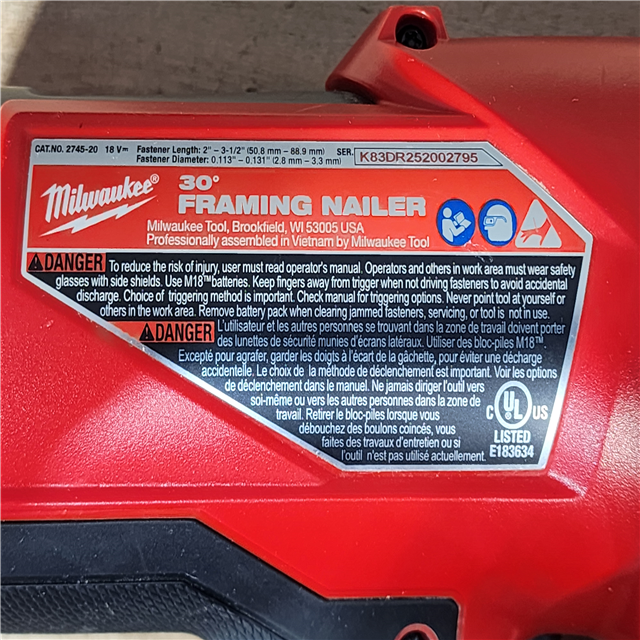 CAT.NO. 2745-20 18 V⎓ Fastener Length: 2" – 3-1/2" (50.8 mm – 88.9 mm) SER. K83DR252002795
Fastener Diameter: 0.113" – 0.131" (2.8 mm – 3.3 mm)
Milwaukee®
30°
FRAMING NAILER
Milwaukee Tool, Brookfield, WI 53005 USA
Professionally assembled in Vietnam by Milwaukee Tool
DANGER To reduce the risk of injury, user must read operator's manual. Operators and others in work area must wear safety
glasses with side shields. Use M18™ batteries. Keep fingers away from trigger when not driving fasteners to avoid accidental
discharge. Choice of triggering method is important. Check manual for triggering options. Never point tool at yourself or
others in the work area. Remove battery pack when clearing jammed fasteners, servicing, or tool is not in use.
DANGER L'utilisateur et les autres personnes se trouvant dans la zone de travail doivent porter
des lunettes de sécurité munies d'écrans latéraux. Utiliser des bloc-piles M18™
Excepté pour agrafer, garder les doigts à l'écart de la gâchette, pour éviter une décharge
accidentelle. Le choix de la méthode de déclenchement est important. Voir les options
de déclenchement dans le manuel. Ne jamais diriger l'outil vers
soi-même ou vers les autres personnes dans la zone de
travail. Retirer le bloc-piles lorsque vous
débouchez des boulons coincés, vous
faites des travaux d'entretien ou si
l'outil n'est pas utilisé actuellement.
C UL US
LISTED
E183634